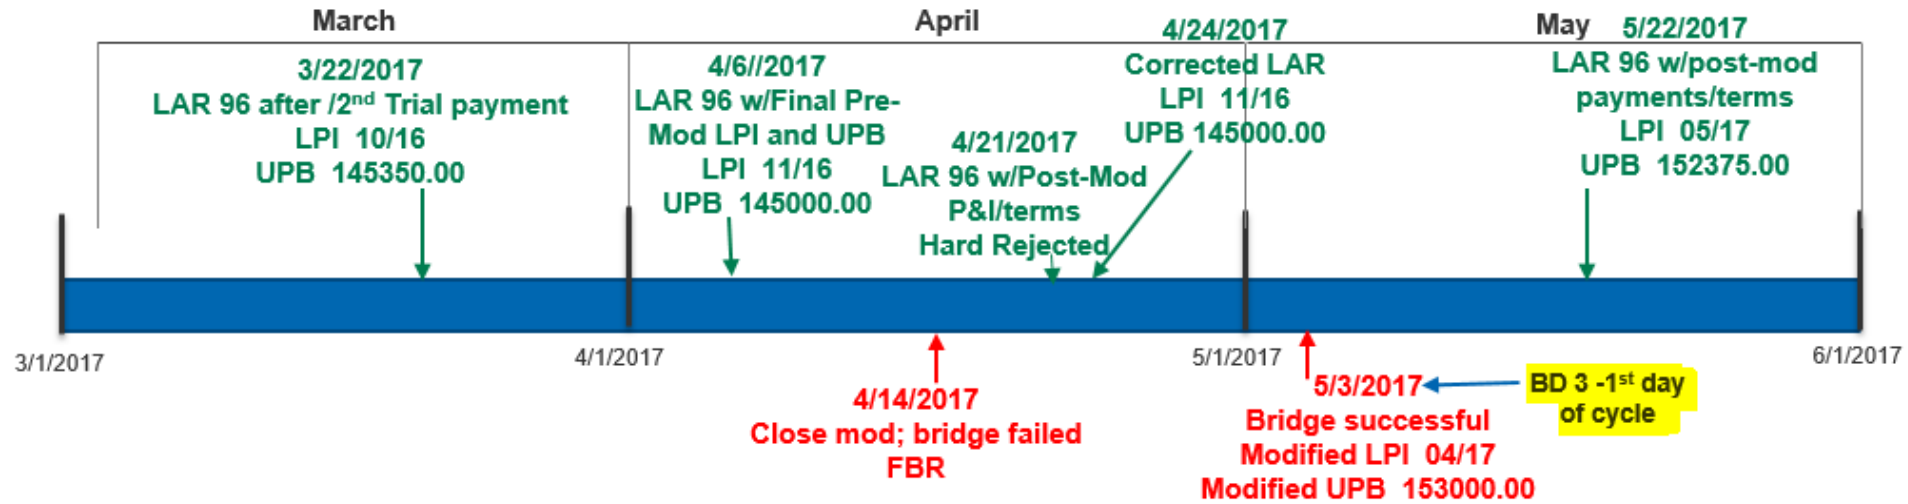 March
April
May
3/22/2017
LAR 96 after /2nd Trial payment
LPI 10/16
UPB 145350.00
4/6//2017
LAR 96 w/Final Pre-
Mod LPI and UPB
LPI 11/16
UPB 145000.00
4/21/2017
LAR 96 w/Post-Mod
P&I/terms
Hard Rejected
4/24/2017
Corrected LAR
LPI 11/16
UPB 145000.00
5/22/2017
LAR 96 w/post-mod
payments/terms
LPI 05/17
UPB 152375.00
3/1/2017
4/1/2017
5/1/2017
6/1/2017
4/14/2017
Close mod; bridge failed
FBR
5/3/2017
Bridge successful
Modified LPI 04/17
Modified UPB 153000.00
BD 3 -1st day
of cycle